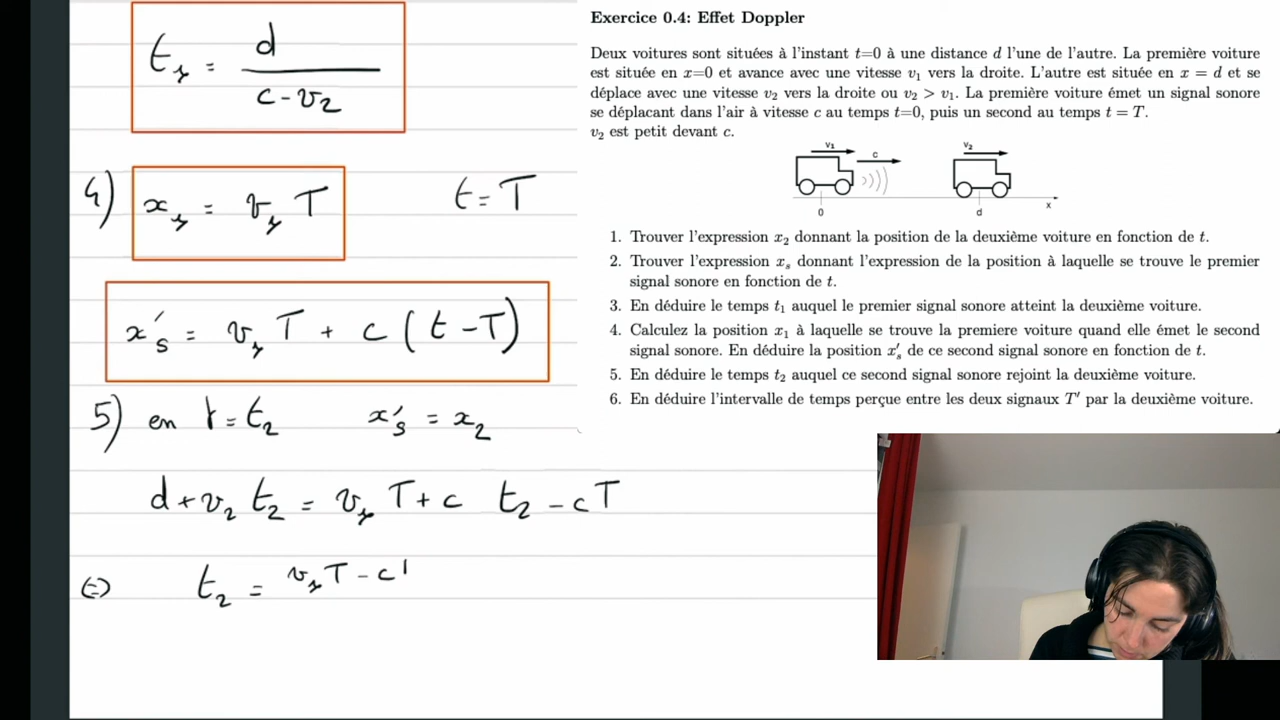 t₁ = d / (c - v₂)
4) x₁ = v₁ T t = T
x's = v₁ T + c (t - T)
5) en t = t₂ x's = x₂
d + v₂ t₂ = v₁ T + c t₂ - cT
(=) t₂ = v₁ T - c
Exercice 0.4: Effet Doppler
Deux voitures sont situées à l'instant t=0 à une distance d l'une de l'autre. La première voiture
est située en x=0 et avance avec une vitesse v₁ vers la droite. L'autre est située en x = d et se
déplace avec une vitesse v₂ vers la droite ou v₂ > v₁. La première voiture émet un signal sonore
se déplacant dans l'air à vitesse c au temps t=0, puis un second au temps t = T.
v₂ est petit devant c.
v₁ c v₂
0 d x
1. Trouver l'expression x₂ donnant la position de la deuxième voiture en fonction de t.
2. Trouver l'expression xₛ donnant l'expression de la position à laquelle se trouve le premier
signal sonore en fonction de t.
3. En déduire le temps t₁ auquel le premier signal sonore atteint la deuxième voiture.
4. Calculez la position x₁ à laquelle se trouve la premiere voiture quand elle émet le second
signal sonore. En déduire la position x'ₛ de ce second signal sonore en fonction de t.
5. En déduire le temps t₂ auquel ce second signal sonore rejoint la deuxième voiture.
6. En déduire l'intervalle de temps perçue entre les deux signaux T' par la deuxième voiture.